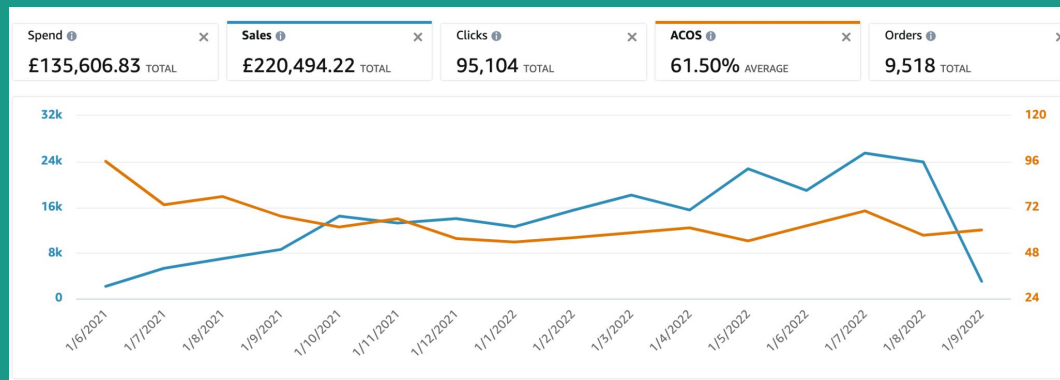 Spend
£135,606.83 TOTAL
Sales
£220,494.22 TOTAL
Clicks
95,104 TOTAL
ACOS
61.50% AVERAGE
Orders
9,518 TOTAL
32k
24k
16k
8k
0
120
96
72
48
24
1/6/2021
1/7/2021
1/8/2021
1/9/2021
1/10/2021
1/11/2021
1/12/2021
1/1/2022
1/2/2022
1/3/2022
1/4/2022
1/5/2022
1/6/2022
1/7/2022
1/8/2022
1/9/2022